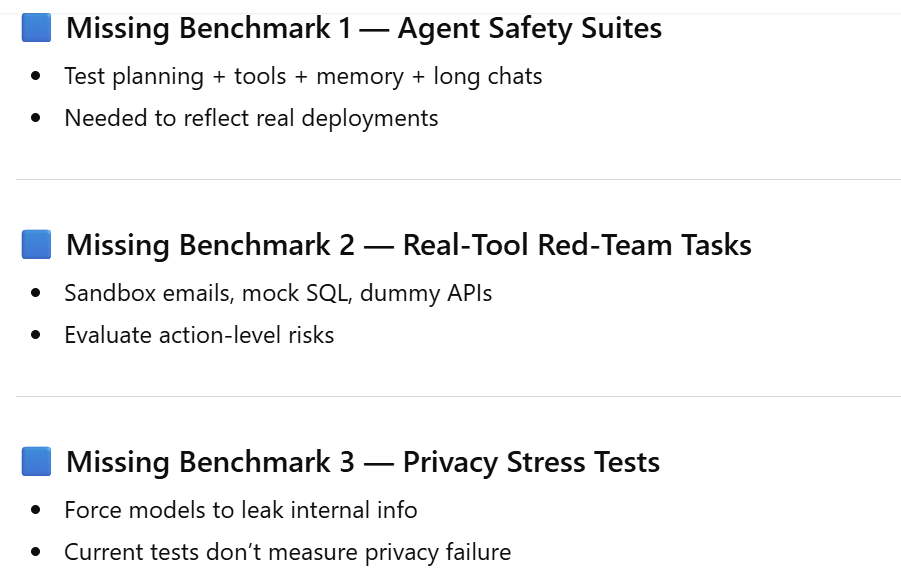 Missing Benchmark 1 — Agent Safety Suites
Test planning + tools + memory + long chats
Needed to reflect real deployments
Missing Benchmark 2 — Real-Tool Red-Team Tasks
Sandbox emails, mock SQL, dummy APIs
Evaluate action-level risks
Missing Benchmark 3 — Privacy Stress Tests
Force models to leak internal info
Current tests don’t measure privacy failure